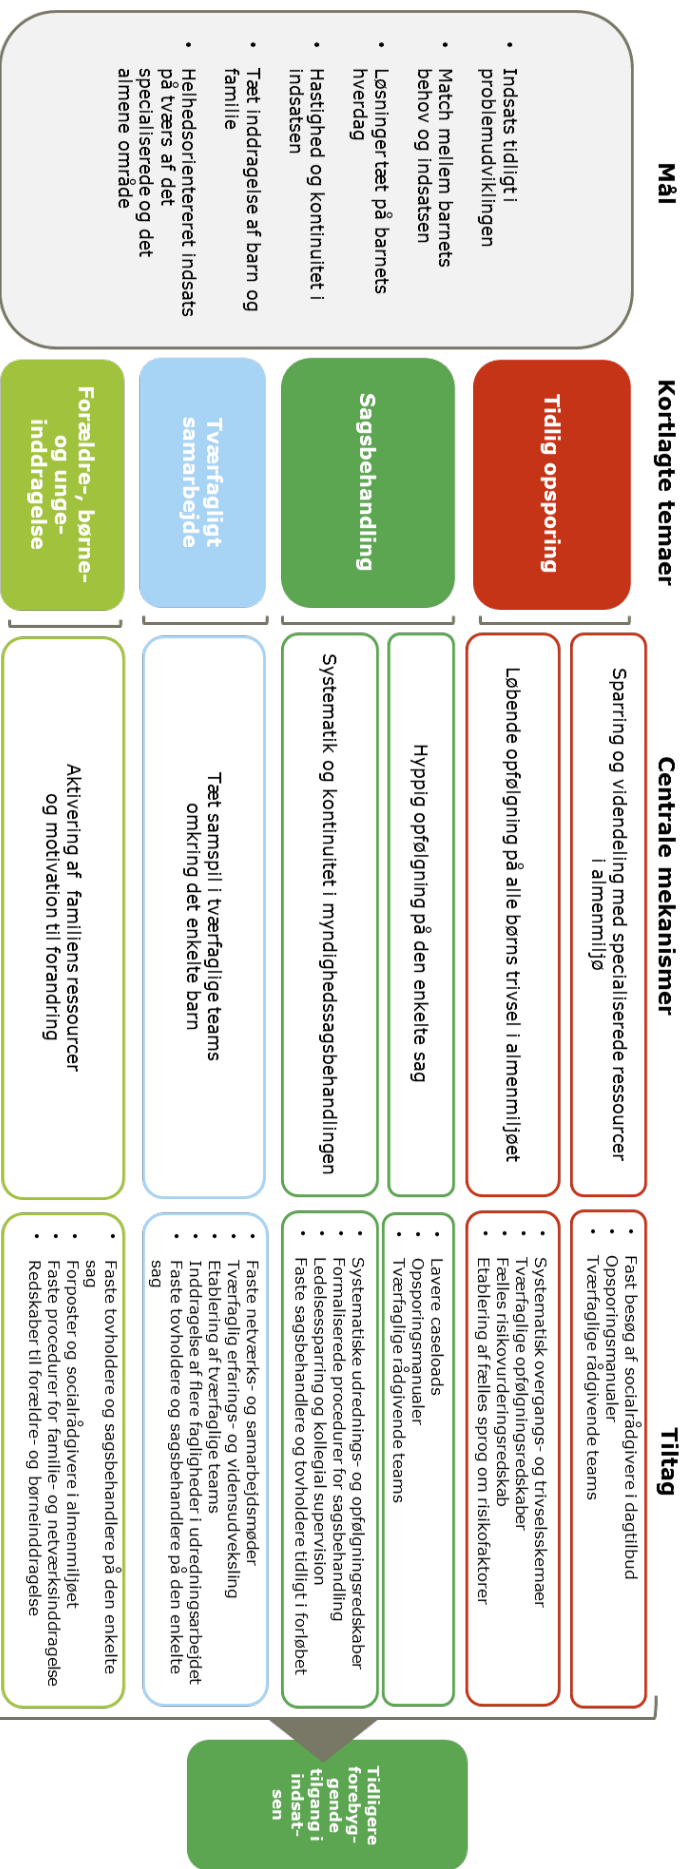 Mål
Kortlagte temaer
Centrale mekanismer
Tiltag
• Indsats tidligt i
problemudviklingen
• Match mellem barnets
behov og indsatsen
• Løsninger tæt på barnets
hverdag
• Hastighed og kontinuitet i
indsatsen
• Tæt inddragelse af barn og
familie
• Helhedsorientereret indsats
på tværs af det
specialiserede og det
almene område
Tidlig opsporing
Sparring og videndeling med specialiserede ressourcer
i almenmiljø
• Fast besøg af socialrådgivere i dagtilbud
• Opsporingsmanualer
• Tværfaglige rådgivende teams
Løbende opfølgning på alle børns trivsel i almenmiljøet
• Systematisk overgangs- og trivselsskemaer
• Tværfaglige opfølgningsredskaber
• Fælles risikovurderingsredskab
• Etablering af fælles sprog om risikofaktorer
Sagsbehandling
Hyppig opfølgning på den enkelte sag
• Lavere caseloads
• Opsporingsmanualer
• Tværfaglige rådgivende teams
Systematik og kontinuitet i myndighedssagsbehandlingen
• Systematiske udrednings- og opfølgningsredskaber
• Formaliserede procedurer for sagsbehandling
• Ledelsessparring og kollegial supervision
• Faste sagsbehandlere og tovholdere tidligt i forløbet
Tværfagligt
samarbejde
Tæt samspil i tværfaglige teams
omkring det enkelte barn
• Faste netværks- og samarbejdsmøder
• Tværfaglig erfarings- og vidensudveksling
• Etablering af tværfaglige teams
• Inddragelse af flere fagligheder i udredningsarbejdet
• Faste tovholdere og sagsbehandlere på den enkelte
sag
Forældre-, børne-
og unge-
inddragelse
Aktivering af familiens ressourcer
og motivation til forandring
• Faste tovholdere og sagsbehandlere på den enkelte
sag
• Forposter og socialrådgivere i almenmiljøet
• Faste procedurer for familie- og netværksinddragelse
• Redskaber til forældre- og børneinddragelse
Tidligere
forebyg-
gende
tilgang i
indsat-
sen